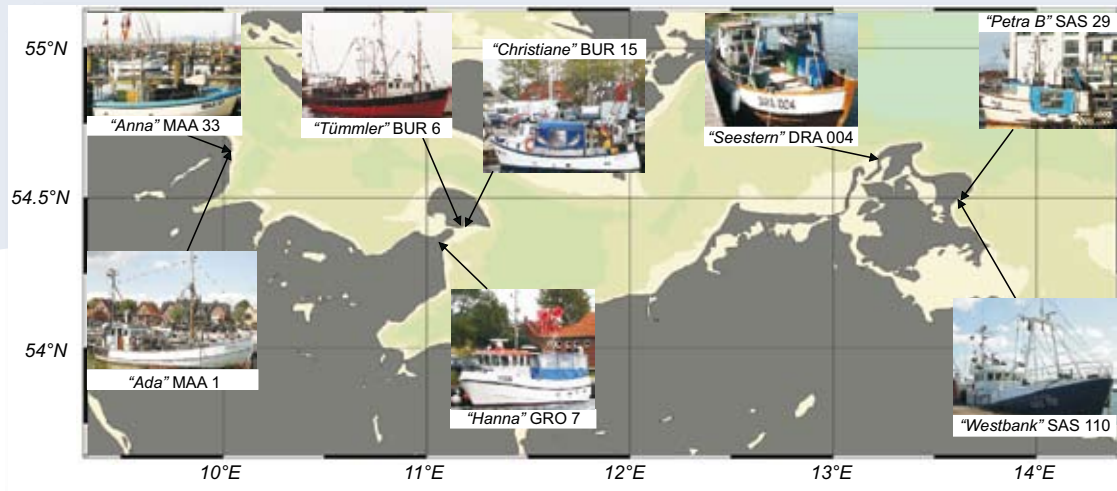 55°N
54.5°N
54°N
10°E
11°E
12°E
13°E
14°E
“Anna” MAA 33
“Tümmler” BUR 6
“Christiane” BUR 15
“Seestern” DRA 004
“Petra B” SAS 29
“Ada” MAA 1
“Hanna” GRO 7
“Westbank” SAS 110